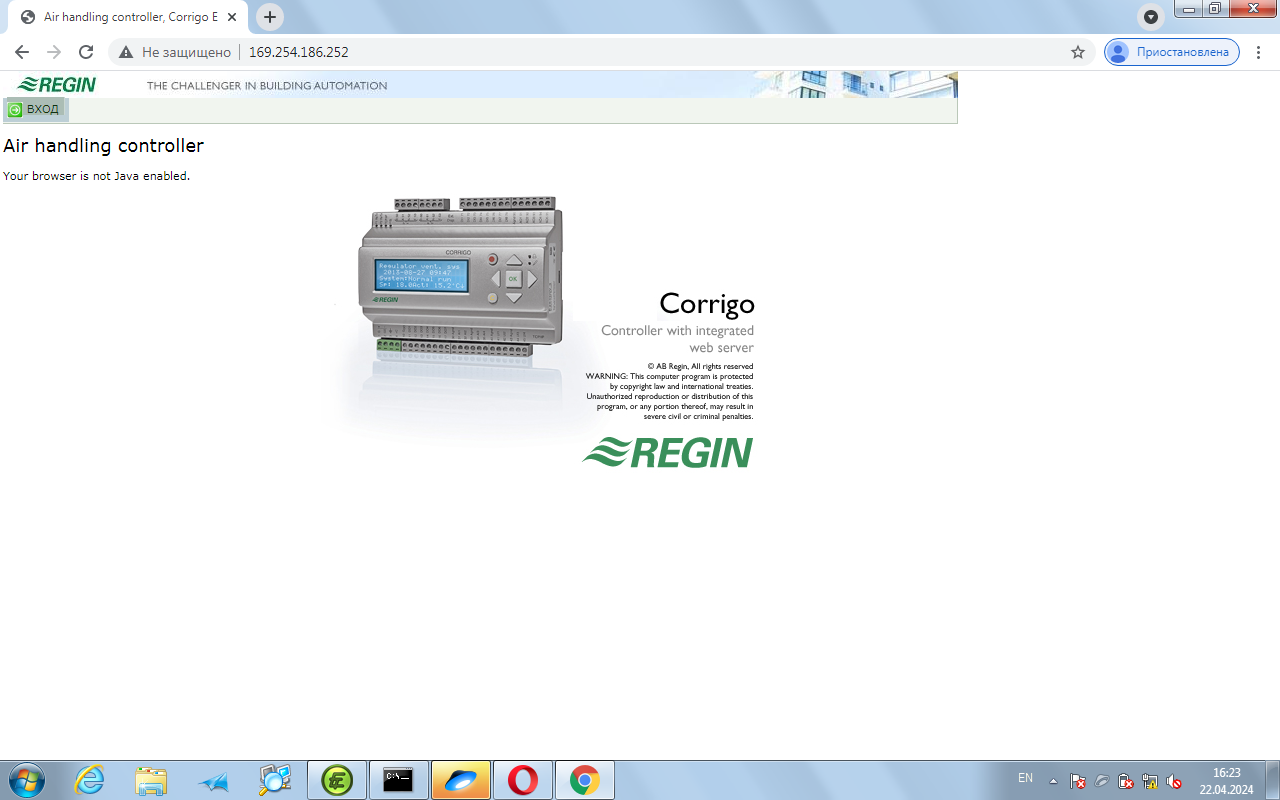 Air handling controller, Corrigo E
Не защищено
169.254.186.252
Приостановлена
REGIN
THE CHALLENGER IN BUILDING AUTOMATION
ВХОД
Air handling controller
Your browser is not Java enabled.
CORRIGO
Regulator vent. sys
2013-08-27 09:47
System:Normal run
Sp: 18.0Act: 15.2°C
OK
REGIN
Corrigo
Controller with integrated
web server
© AB Regin, All rights reserved
WARNING: This computer program is protected
by copyright law and international treaties.
Unauthorized reproduction or distribution of this
program, or any portion thereof, may result in
severe civil or criminal penalties.
REGIN
C:\
EN
16:23
22.04.2024